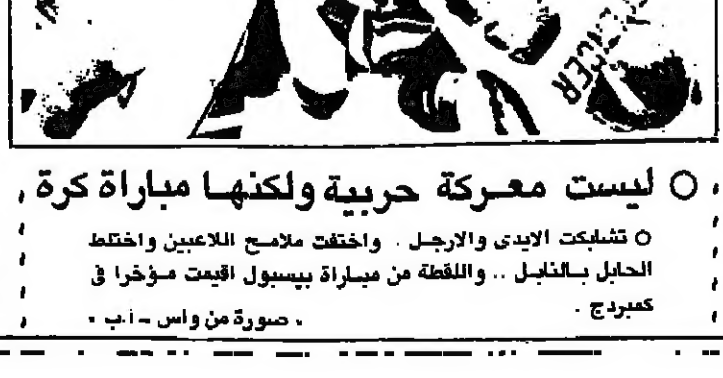 ○ ليست معركة حربية ولكنها مباراة كرة
○ تشابكت الايدى والارجل . واختفت ملامح اللاعبين واختلط
الحابل بالنابل .. واللقطة من مباراة بيسبول اقيمت مؤخرا فى
كمبردج .
« صورة من واس - أ.ب »